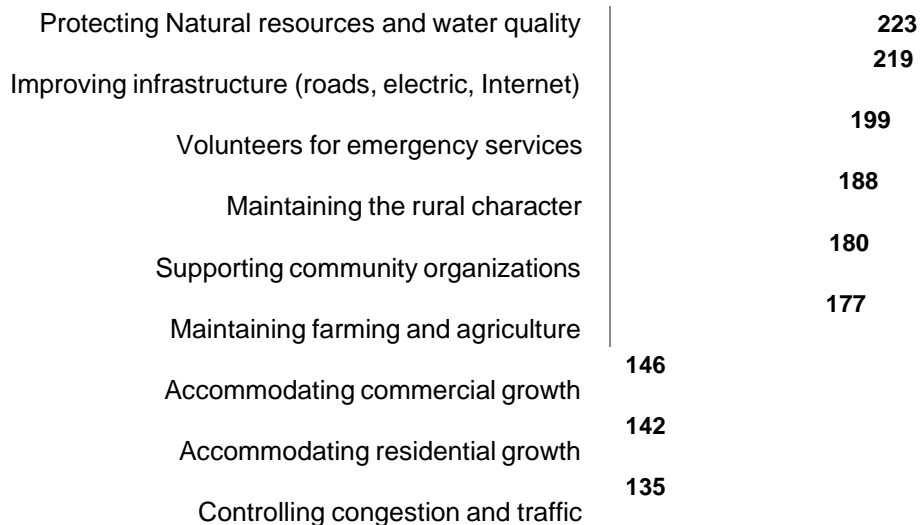 Protecting Natural resources and water quality 223
219
Improving infrastructure (roads, electric, Internet)
199
Volunteers for emergency services
188
Maintaining the rural character
180
Supporting community organizations
177
Maintaining farming and agriculture
146
Accommodating commercial growth
142
Accommodating residential growth
135
Controlling congestion and traffic